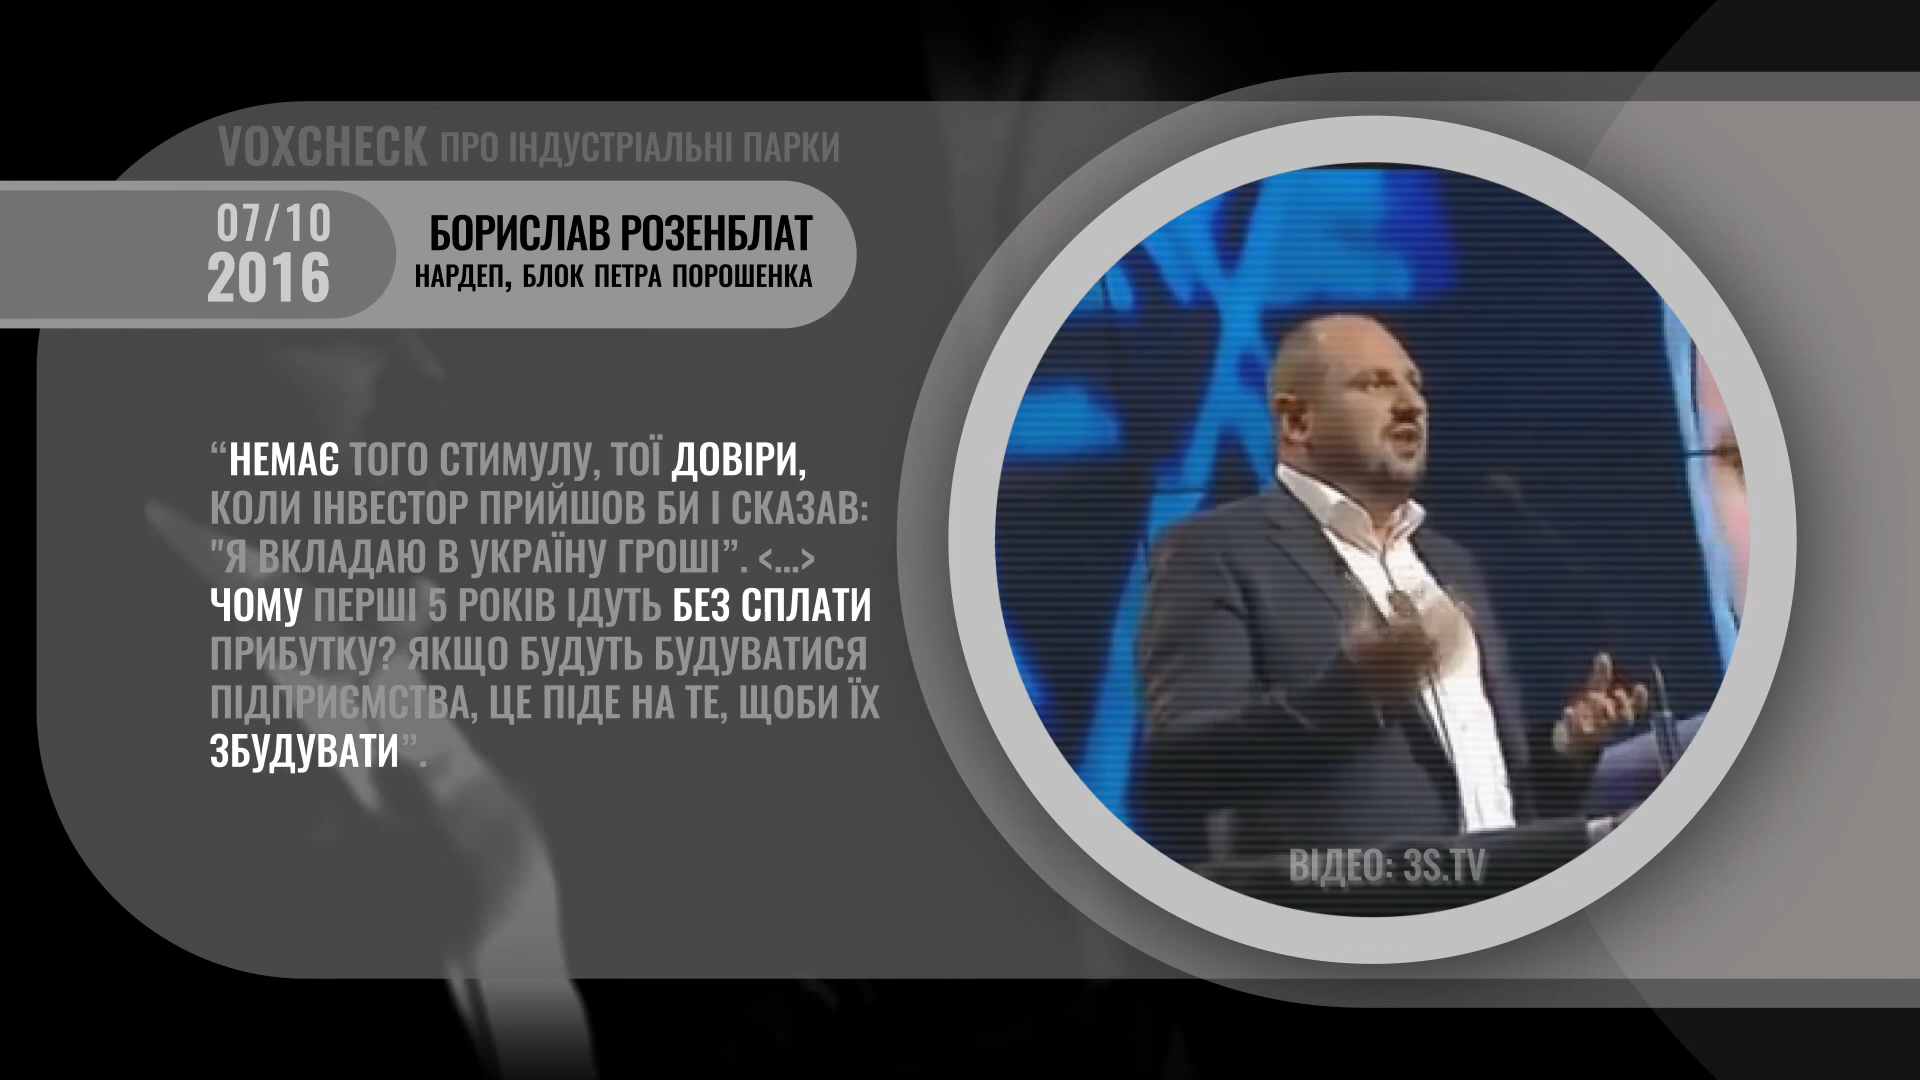 VOXCHECK ПРО ІНДУСТРІАЛЬНІ ПАРКИ
07/10
2016
БОРИСЛАВ РОЗЕНБЛАТ
НАРДЕП, БЛОК ПЕТРА ПОРОШЕНКА
“НЕМАЄ ТОГО СТИМУЛУ, ТОЇ ДОВІРИ,
КОЛИ ІНВЕСТОР ПРИЙШОВ БИ І СКАЗАВ:
"Я ВКЛАДАЮ В УКРАЇНУ ГРОШІ”. <...>
ЧОМУ ПЕРШІ 5 РОКІВ ІДУТЬ БЕЗ СПЛАТИ
ПРИБУТКУ? ЯКЩО БУДУТЬ БУДУВАТИСЯ
ПІДПРИЄМСТВА, ЦЕ ПІДЕ НА ТЕ, ЩОБИ ЇХ
ЗБУДУВАТИ”.
ВІДЕО: 3S.TV